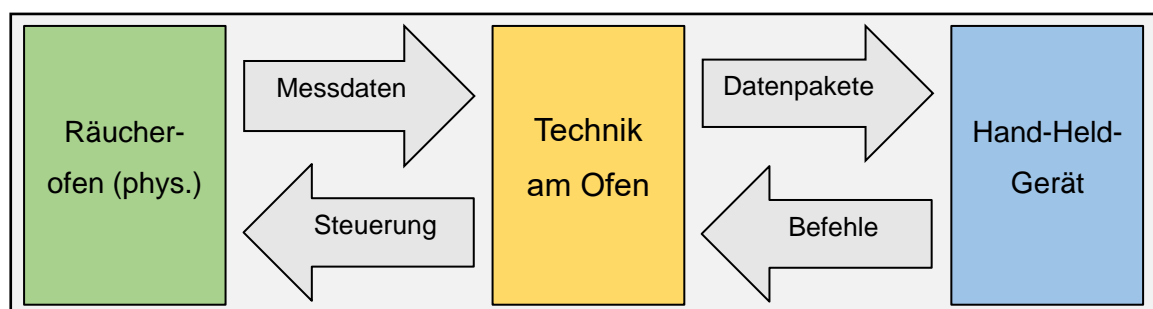 Räucher-
ofen (phys.)
Messdaten
Steuerung
Technik
am Ofen
Datenpakete
Befehle
Hand-Held-
Gerät